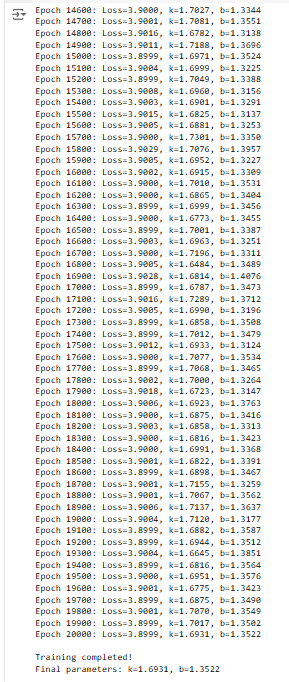 Epoch 14600: Loss=3.9000, k=1.7027, b=1.3344
Epoch 14700: Loss=3.9001, k=1.7081, b=1.3551
Epoch 14800: Loss=3.9016, k=1.6782, b=1.3138
Epoch 14900: Loss=3.9011, k=1.7188, b=1.3696
Epoch 15000: Loss=3.8999, k=1.6971, b=1.3524
Epoch 15100: Loss=3.9004, k=1.6999, b=1.3225
Epoch 15200: Loss=3.8999, k=1.7049, b=1.3388
Epoch 15300: Loss=3.9008, k=1.6960, b=1.3156
Epoch 15400: Loss=3.9003, k=1.6901, b=1.3291
Epoch 15500: Loss=3.9015, k=1.6825, b=1.3137
Epoch 15600: Loss=3.9005, k=1.6881, b=1.3253
Epoch 15700: Loss=3.9000, k=1.7301, b=1.3350
Epoch 15800: Loss=3.9029, k=1.7076, b=1.3957
Epoch 15900: Loss=3.9005, k=1.6952, b=1.3227
Epoch 16000: Loss=3.9002, k=1.6915, b=1.3309
Epoch 16100: Loss=3.9000, k=1.7010, b=1.3531
Epoch 16200: Loss=3.9000, k=1.6865, b=1.3404
Epoch 16300: Loss=3.8999, k=1.6999, b=1.3456
Epoch 16400: Loss=3.9000, k=1.6773, b=1.3455
Epoch 16500: Loss=3.8999, k=1.7001, b=1.3387
Epoch 16600: Loss=3.9003, k=1.6963, b=1.3251
Epoch 16700: Loss=3.9000, k=1.7196, b=1.3311
Epoch 16800: Loss=3.9005, k=1.6484, b=1.3489
Epoch 16900: Loss=3.9028, k=1.6814, b=1.4076
Epoch 17000: Loss=3.8999, k=1.6787, b=1.3473
Epoch 17100: Loss=3.9016, k=1.7289, b=1.3712
Epoch 17200: Loss=3.9005, k=1.6990, b=1.3196
Epoch 17300: Loss=3.8999, k=1.6858, b=1.3508
Epoch 17400: Loss=3.8999, k=1.7012, b=1.3479
Epoch 17500: Loss=3.9012, k=1.6933, b=1.3124
Epoch 17600: Loss=3.9000, k=1.7077, b=1.3534
Epoch 17700: Loss=3.8999, k=1.7068, b=1.3465
Epoch 17800: Loss=3.9002, k=1.7000, b=1.3264
Epoch 17900: Loss=3.9018, k=1.6723, b=1.3147
Epoch 18000: Loss=3.9006, k=1.6923, b=1.3763
Epoch 18100: Loss=3.9000, k=1.6875, b=1.3416
Epoch 18200: Loss=3.9003, k=1.6858, b=1.3313
Epoch 18300: Loss=3.9000, k=1.6816, b=1.3423
Epoch 18400: Loss=3.9000, k=1.6991, b=1.3368
Epoch 18500: Loss=3.9001, k=1.6822, b=1.3391
Epoch 18600: Loss=3.8999, k=1.6898, b=1.3467
Epoch 18700: Loss=3.9001, k=1.7155, b=1.3259
Epoch 18800: Loss=3.9001, k=1.7067, b=1.3562
Epoch 18900: Loss=3.9006, k=1.7137, b=1.3637
Epoch 19000: Loss=3.9004, k=1.7120, b=1.3177
Epoch 19100: Loss=3.8999, k=1.6882, b=1.3587
Epoch 19200: Loss=3.8999, k=1.6944, b=1.3512
Epoch 19300: Loss=3.9004, k=1.6645, b=1.3851
Epoch 19400: Loss=3.8999, k=1.6816, b=1.3564
Epoch 19500: Loss=3.9000, k=1.6951, b=1.3576
Epoch 19600: Loss=3.9001, k=1.6775, b=1.3423
Epoch 19700: Loss=3.8999, k=1.6875, b=1.3490
Epoch 19800: Loss=3.9001, k=1.7070, b=1.3549
Epoch 19900: Loss=3.8999, k=1.7017, b=1.3502
Epoch 20000: Loss=3.8999, k=1.6931, b=1.3522
Training completed!
Final parameters: k=1.6931, b=1.3522